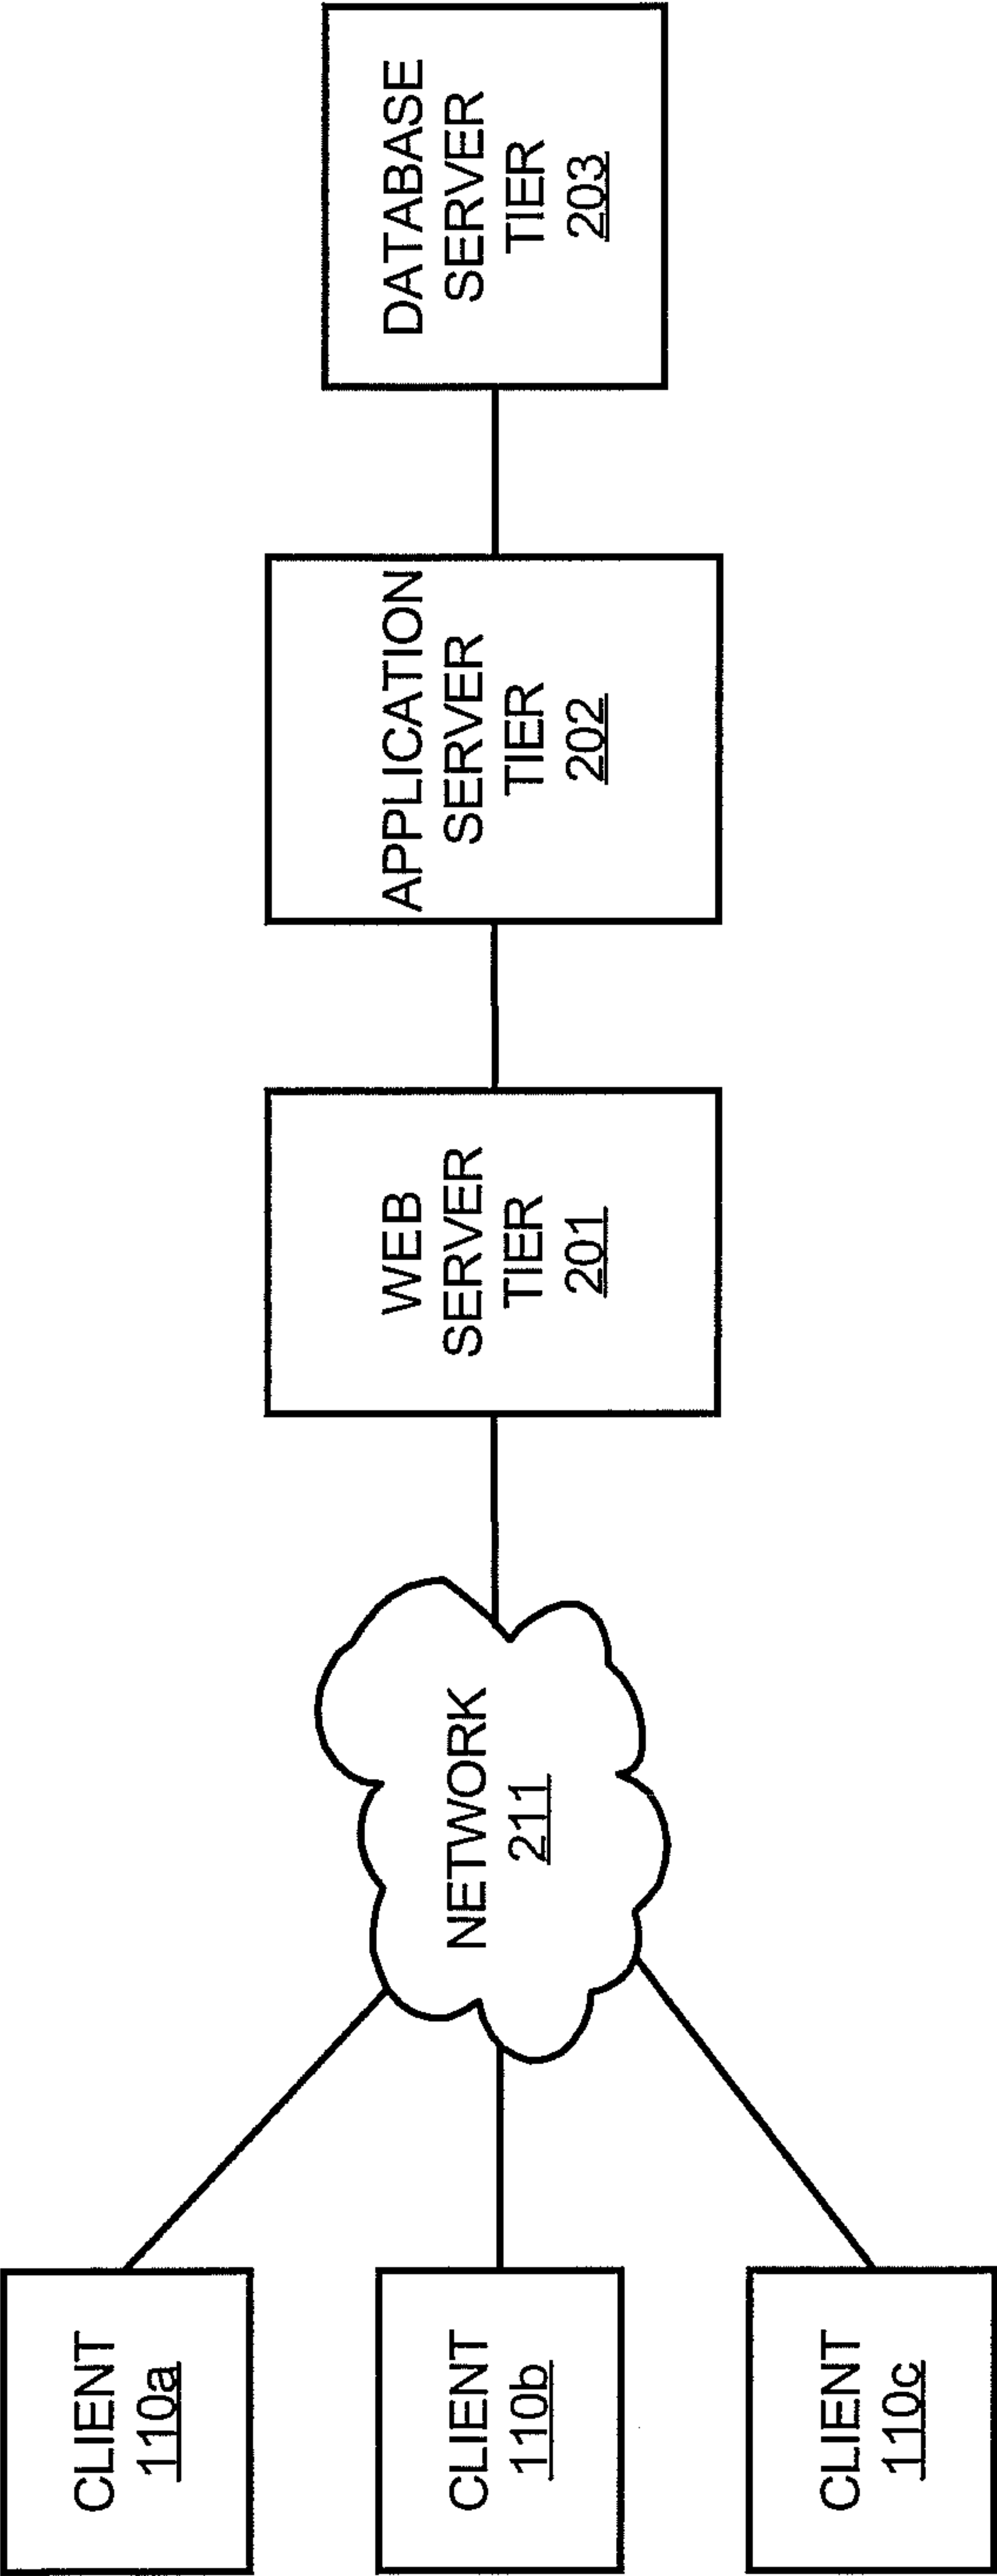 CLIENT
110a
CLIENT
110b
CLIENT
110c
NETWORK
211
WEB
SERVER
TIER
201
APPLICATION
SERVER
TIER
202
DATABASE
SERVER
TIER
203